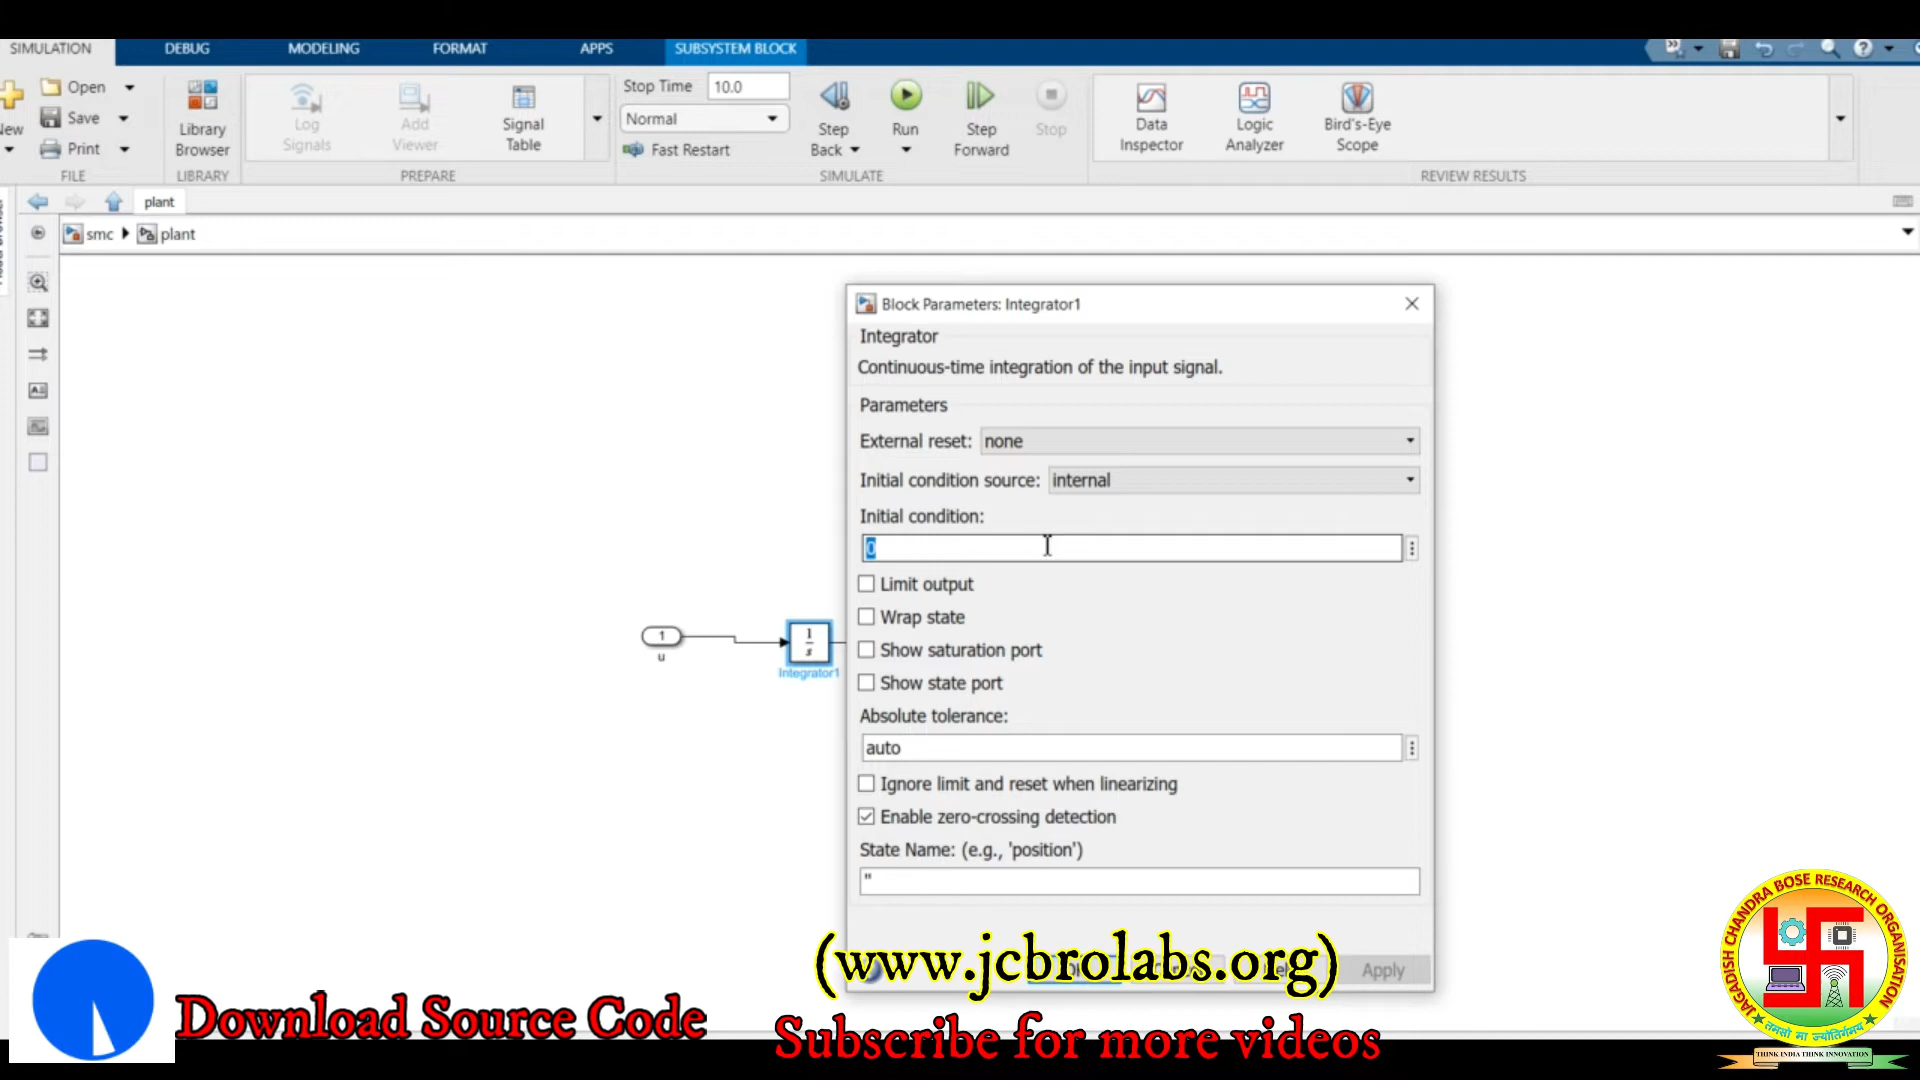 SIMULATION DEBUG MODELING FORMAT APPS SUBSYSTEM BLOCK
New Open Save Print
FILE
Library Browser
LIBRARY
Log Signals
Add Viewer
Signal Table
PREPARE
Stop Time 10.0
Normal
Fast Restart
Step Back
Run
Step Forward
Stop
SIMULATE
Data Inspector
Logic Analyzer
Bird's-Eye Scope
REVIEW RESULTS
plant
smc plant
Block Parameters: Integrator1
Integrator
Continuous-time integration of the input signal.
Parameters
External reset: none
Initial condition source: internal
Initial condition:
0
Limit output
Wrap state
Show saturation port
Show state port
Absolute tolerance:
auto
Ignore limit and reset when linearizing
Enable zero-crossing detection
State Name: (e.g., 'position')
''
Apply
1
u
1
s
Integrator1
(www.jcbrolabs.org)
Download Source Code
Subscribe for more videos
JAGADISH CHANDRA BOSE RESEARCH ORGANISATION
तमसो मा ज्योतिर्गमय
THINK INDIA THINK INNOVATION